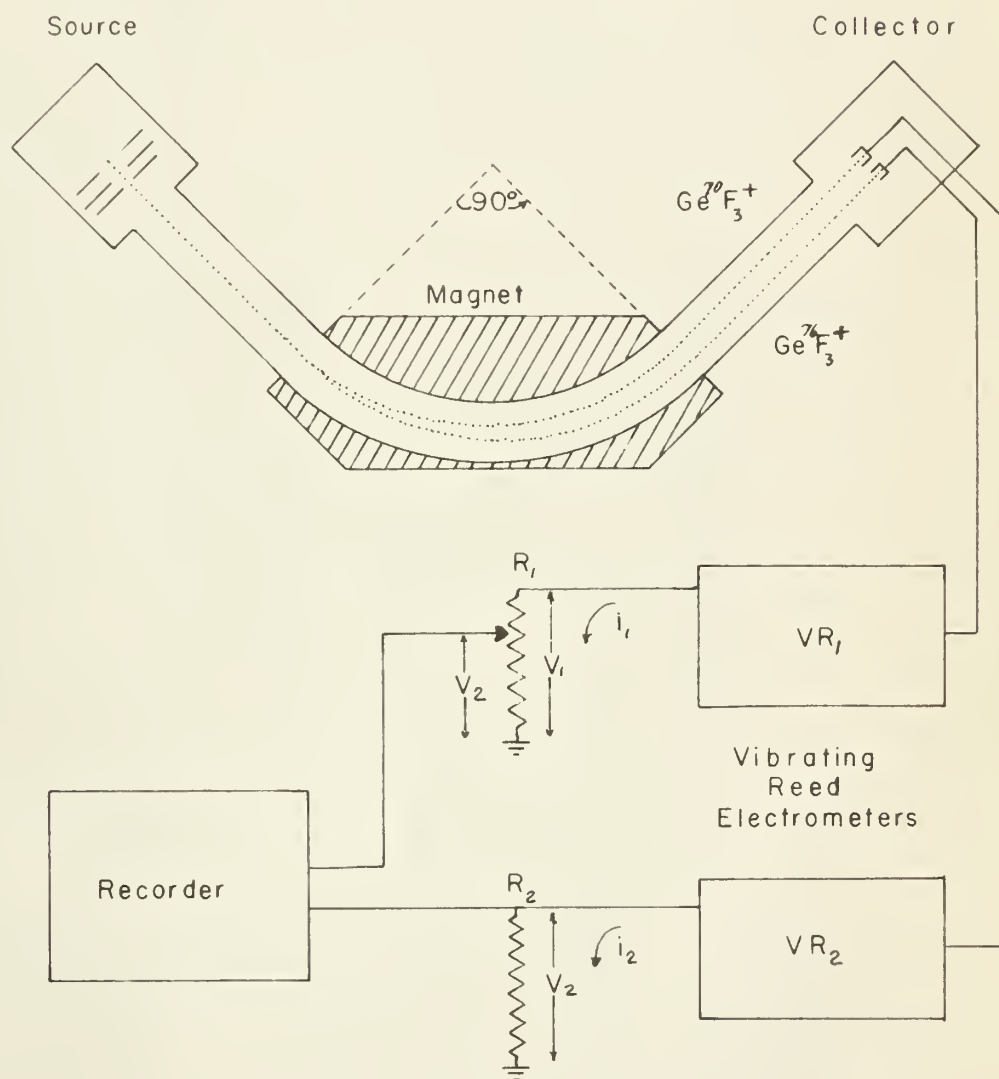 Source
Collector
90°
Ge⁷⁰F₃⁺
Magnet
Ge⁷⁶F₃⁺
R₁
i₁
VR₁
V₂
V₁
Vibrating
Reed
Electrometers
Recorder
R₂
i₂
VR₂
V₂